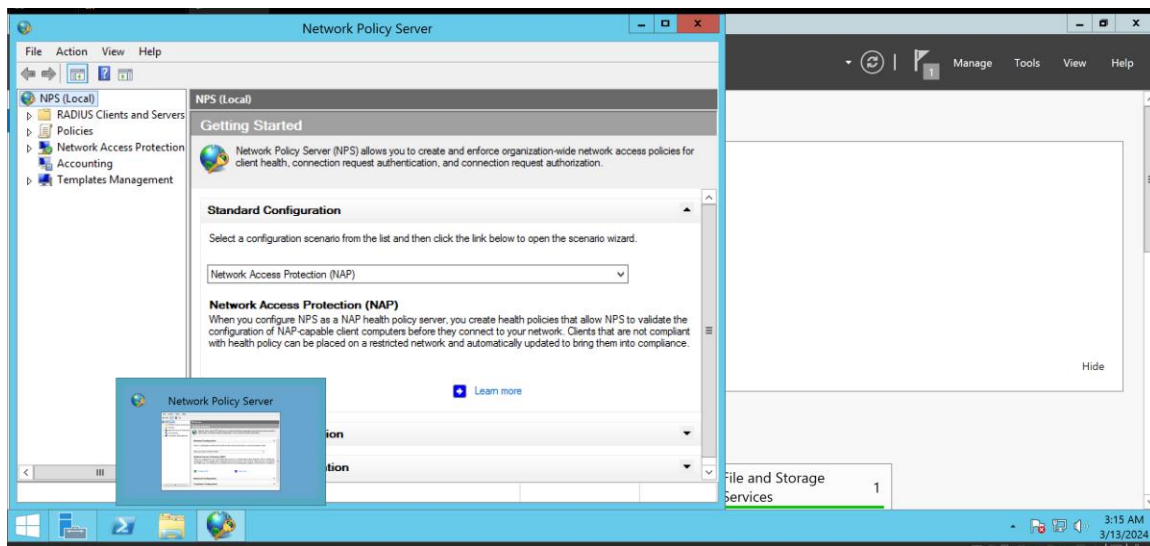 Network Policy Server
File Action View Help
NPS (Local)
RADIUS Clients and Servers
Policies
Network Access Protection
Accounting
Templates Management
NPS (Local)
Getting Started
Network Policy Server (NPS) allows you to create and enforce organization-wide network access policies for
client health, connection request authentication, and connection request authorization.
Standard Configuration
Select a configuration scenario from the list and then click the link below to open the scenario wizard.
Network Access Protection (NAP)
Network Access Protection (NAP)
When you configure NPS as a NAP health policy server, you create health policies that allow NPS to validate the
configuration of NAP-capable client computers before they connect to your network. Clients that are not compliant
with health policy can be placed on a restricted network and automatically updated to bring them into compliance.
Learn more
Network Policy Server
1
Manage Tools View Help
Hide
File and Storage
Services
1
3:15 AM
3/13/2024